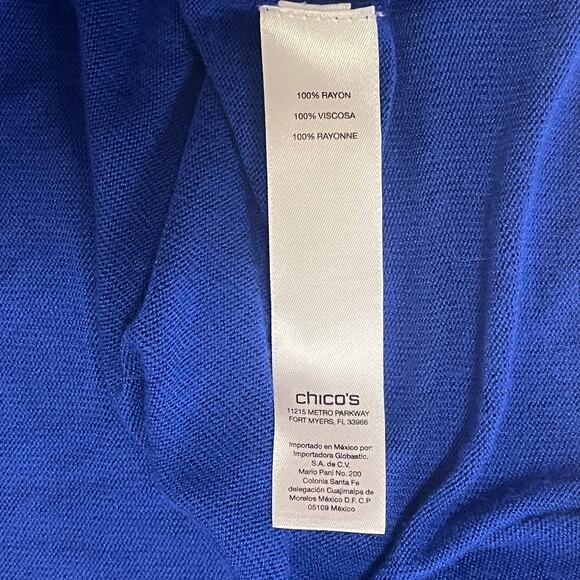 100% RAYON
100% VISCOSA
100% RAYONNE
chico's
11215 METRO PARKWAY
FORT MYERS, FL 33966
Importado en México por:
Importadora Globastic,
S.A. de C.V.
Mario Pani No. 200
Colonia Santa Fe
delegación Cuajimalpa de
Morelos México D.F. C.P
05109 México